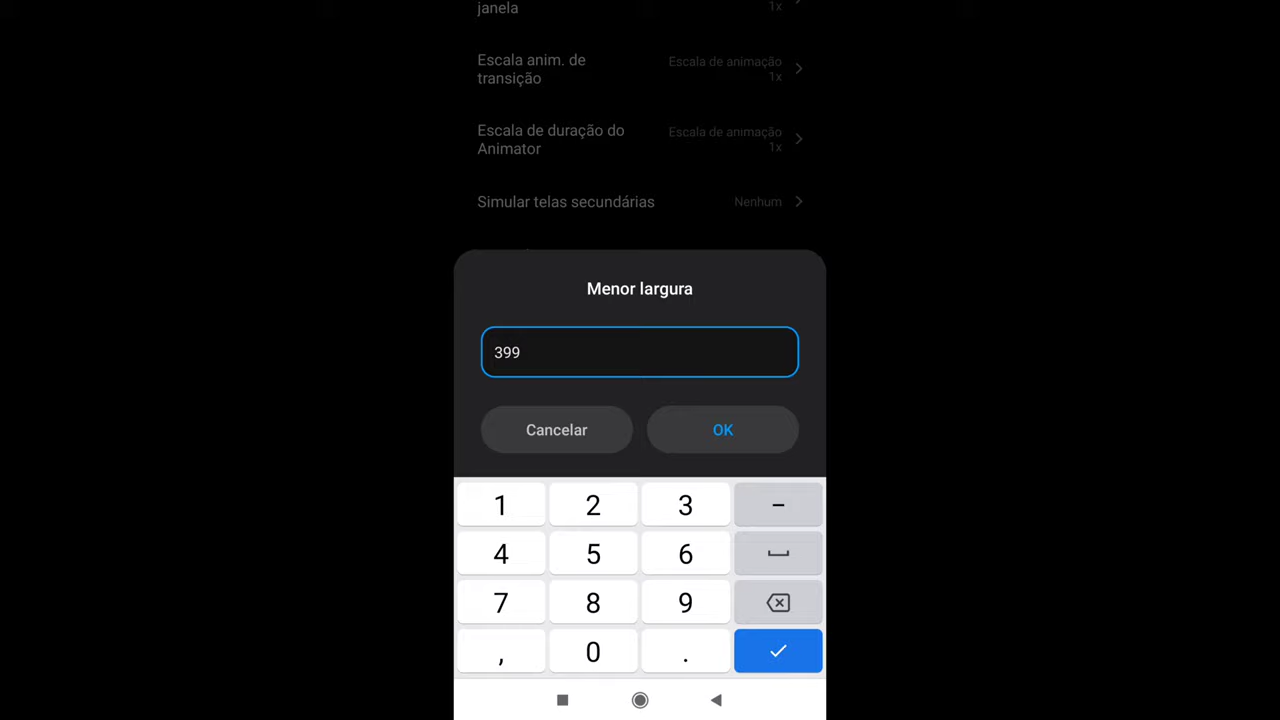 janela
1x
Escala anim. de
transição
Escala de animação
1x
Escala de duração do
Animator
Escala de animação
1x
Simular telas secundárias
Nenhum
Menor largura
399
Cancelar
OK
1 2 3 -
4 5 6
7 8 9
, 0 .